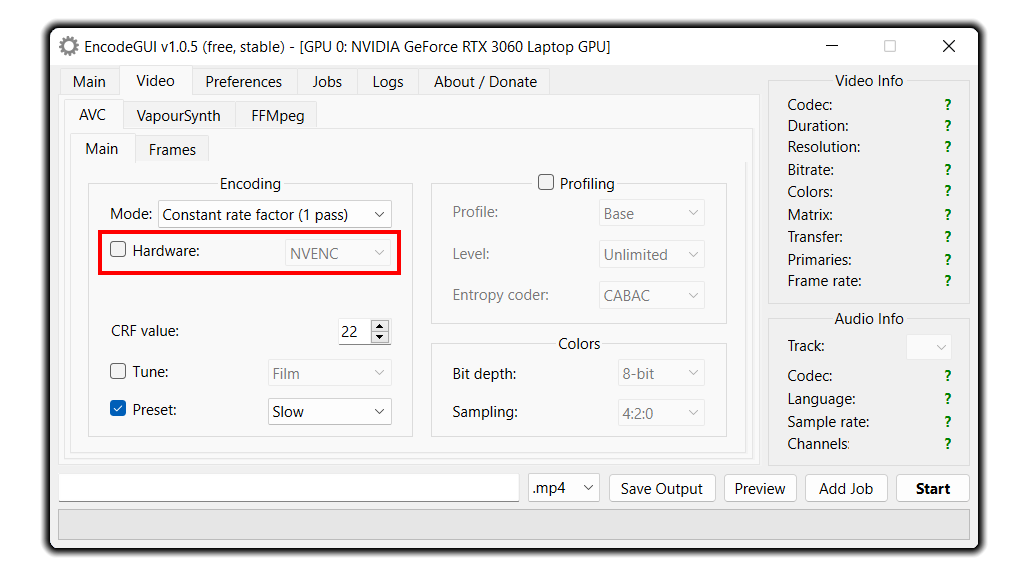 EncodeGUI v1.0.5 (free, stable) - [GPU 0: NVIDIA GeForce RTX 3060 Laptop GPU]
Main Video Preferences Jobs Logs About / Donate
AVC VapourSynth FFMpeg
Main Frames
Encoding
Mode: Constant rate factor (1 pass)
Hardware: NVENC
CRF value: 22
Tune: Film
Preset: Slow
Profiling
Profile: Base
Level: Unlimited
Entropy coder: CABAC
Colors
Bit depth: 8-bit
Sampling: 4:2:0
Video Info
Codec: ?
Duration: ?
Resolution: ?
Bitrate: ?
Colors: ?
Matrix: ?
Transfer: ?
Primaries: ?
Frame rate: ?
Audio Info
Track:
Codec: ?
Language: ?
Sample rate: ?
Channels: ?
.mp4 Save Output Preview Add Job Start